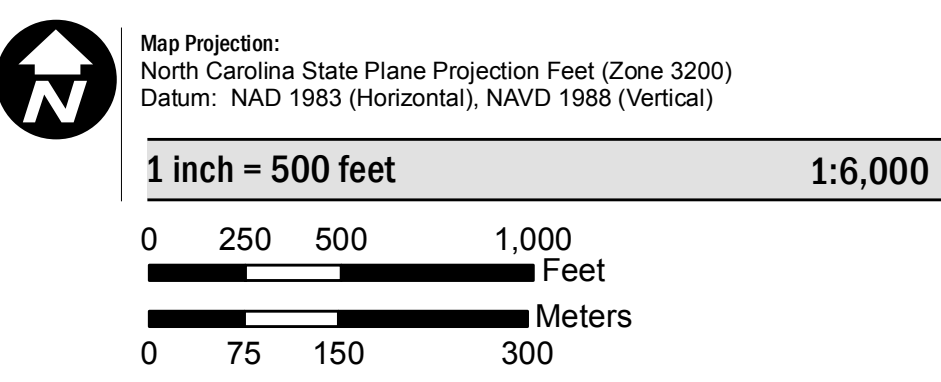 N
Map Projection:
North Carolina State Plane Projection Feet (Zone 3200)
Datum:  NAD 1983 (Horizontal), NAVD 1988 (Vertical)
1 inch = 500 feet 1:6,000
0 250 500 1,000
Feet
Meters
0 75 150 300